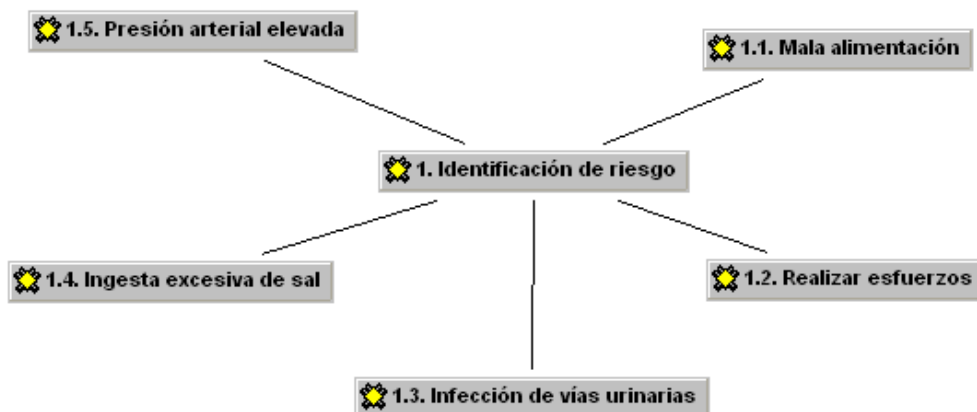 1.5. Presión arterial elevada
1.1. Mala alimentación
1. Identificación de riesgo
1.4. Ingesta excesiva de sal
1.2. Realizar esfuerzos
1.3. Infección de vías urinarias